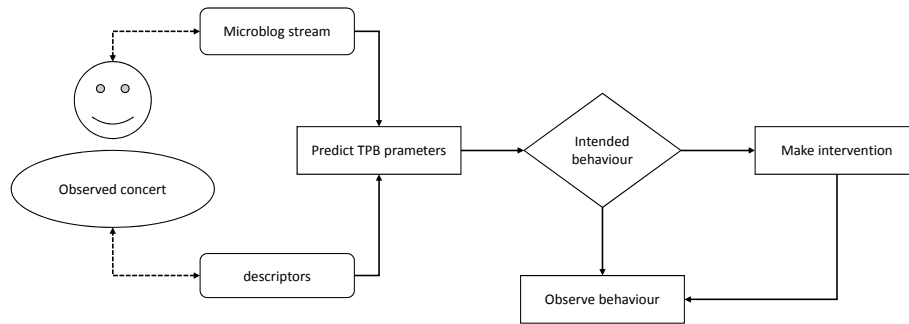 Microblog stream
Predict TPB prameters
Intended
behaviour
Make intervention
Observed concert
descriptors
Observe behaviour